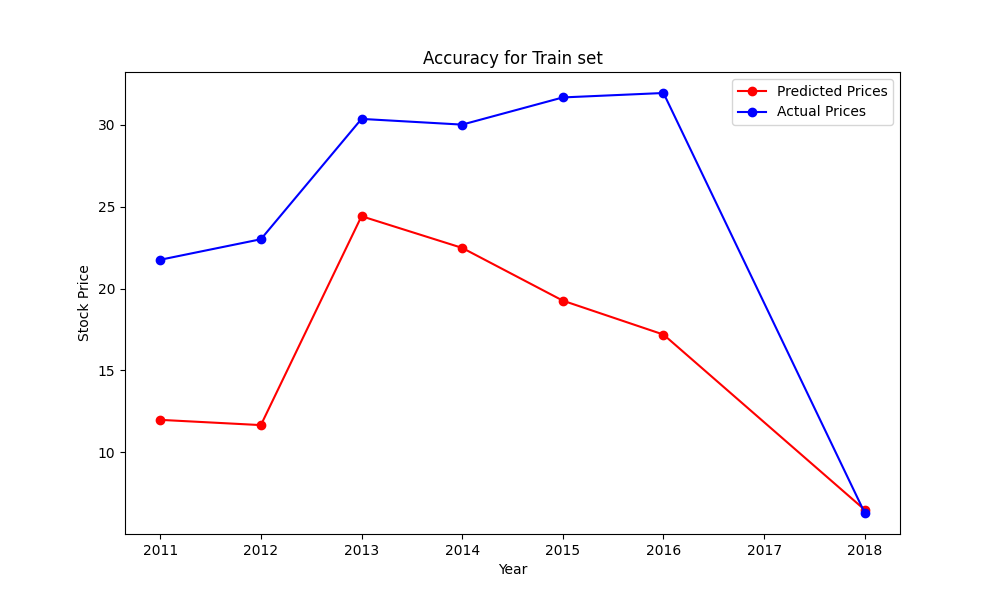 Accuracy for Train set
Predicted Prices
Actual Prices
30
25
20
15
10
Stock Price
2011 2012 2013 2014 2015 2016 2017 2018
Year